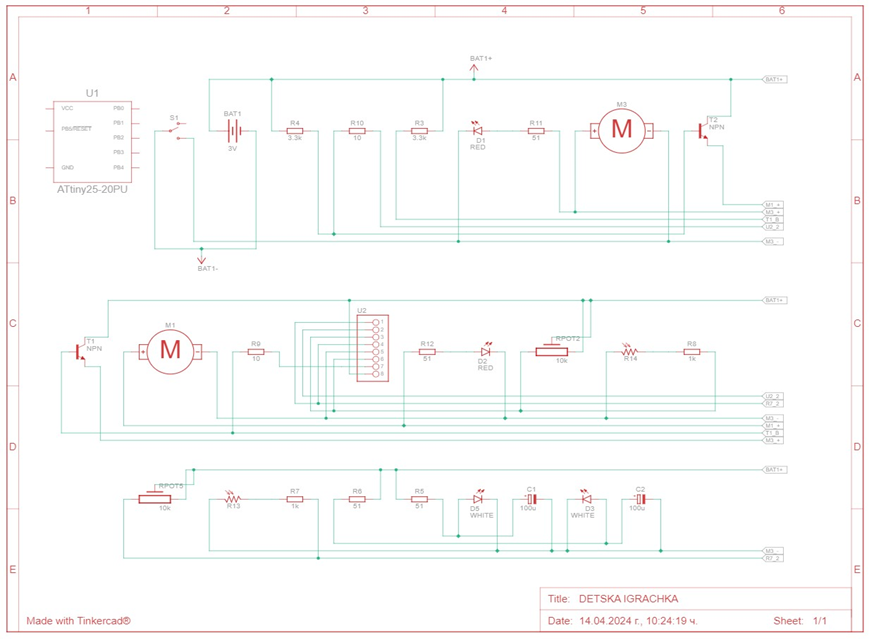 1 2 3 4 5 6
BAT1+
A A
BAT1+
U1
VCC PB0
PB5/RESET PB1
PB2
PB3
GND PB4
ATtiny25-20PU
S1
BAT1
3V
R4
3.3k
R10
10
R3
3.3k
D1
RED
R11
51
M3
M
T2
NPN
B B
M1_+
M3_+
T1_B
U2_2
M3_-
BAT1-
BAT1+
C C
T1
NPN
M1
M
R9
10
U2
1
2
3
4
5
6
7
8
R12
51
D2
RED
RPOT2
10k
R14
R8
1k
U2_2
R7_2
M3_-
M1_+
T1_B
M3_+
D D
BAT1+
RPOT5
10k
R13
R7
1k
R6
51
R5
51
D5
WHITE
C1
100u
D3
WHITE
C2
100u
M3_-
R7_2
E E
Title: DETSKA IGRACHKA
Made with Tinkercad®
Date: 14.04.2024 г., 10:24:19 ч. Sheet: 1/1